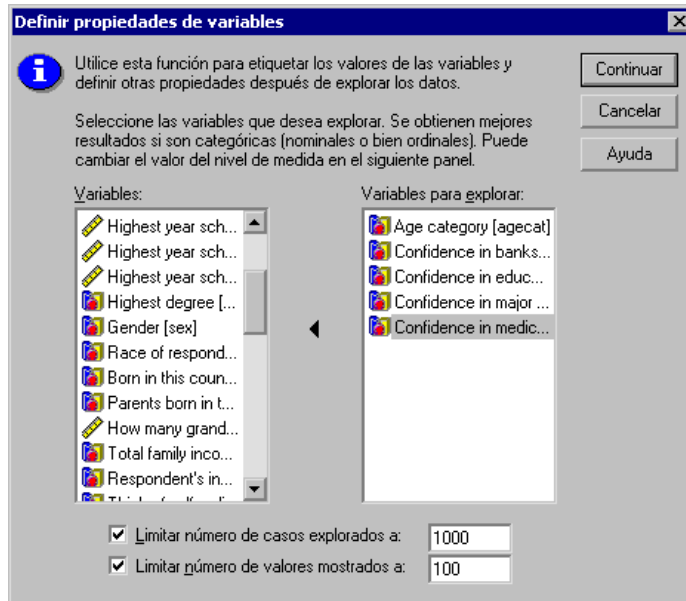 Definir propiedades de variables
Utilice esta función para etiquetar los valores de las variables y
definir otras propiedades después de explorar los datos.
Seleccione las variables que desea explorar. Se obtienen mejores
resultados si son categóricas (nominales o bien ordinales). Puede
cambiar el valor del nivel de medida en el siguiente panel.
Continuar
Cancelar
Ayuda
Variables:
Highest year sch...
Highest year sch...
Highest year sch...
Highest degree [...
Gender [sex]
Race of respond...
Born in this coun...
Parents born in t...
How many grand...
Total family inco...
Respondent's in...
Variables para explorar:
Age category [agecat]
Confidence in banks...
Confidence in educ...
Confidence in major ...
Confidence in medic...
Limitar número de casos explorados a: 1000
Limitar número de valores mostrados a: 100